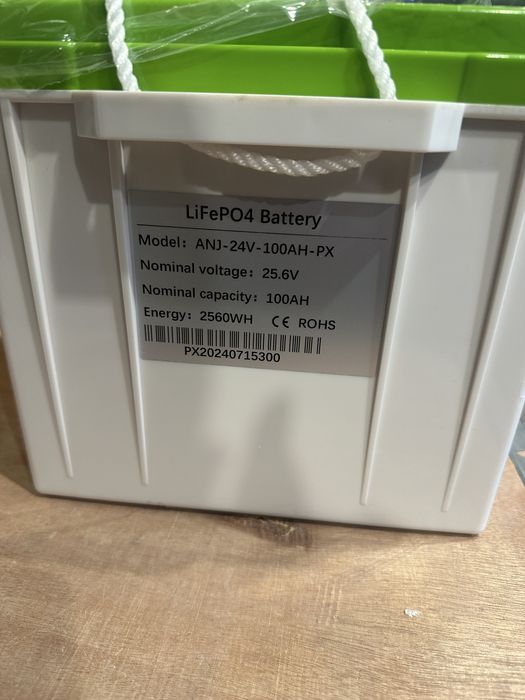 LiFePO4 Battery
Model: ANJ-24V-100AH-PX
Nominal voltage: 25.6V
Nominal capacity: 100AH
Energy: 2560WH CE ROHS
PX20240715300